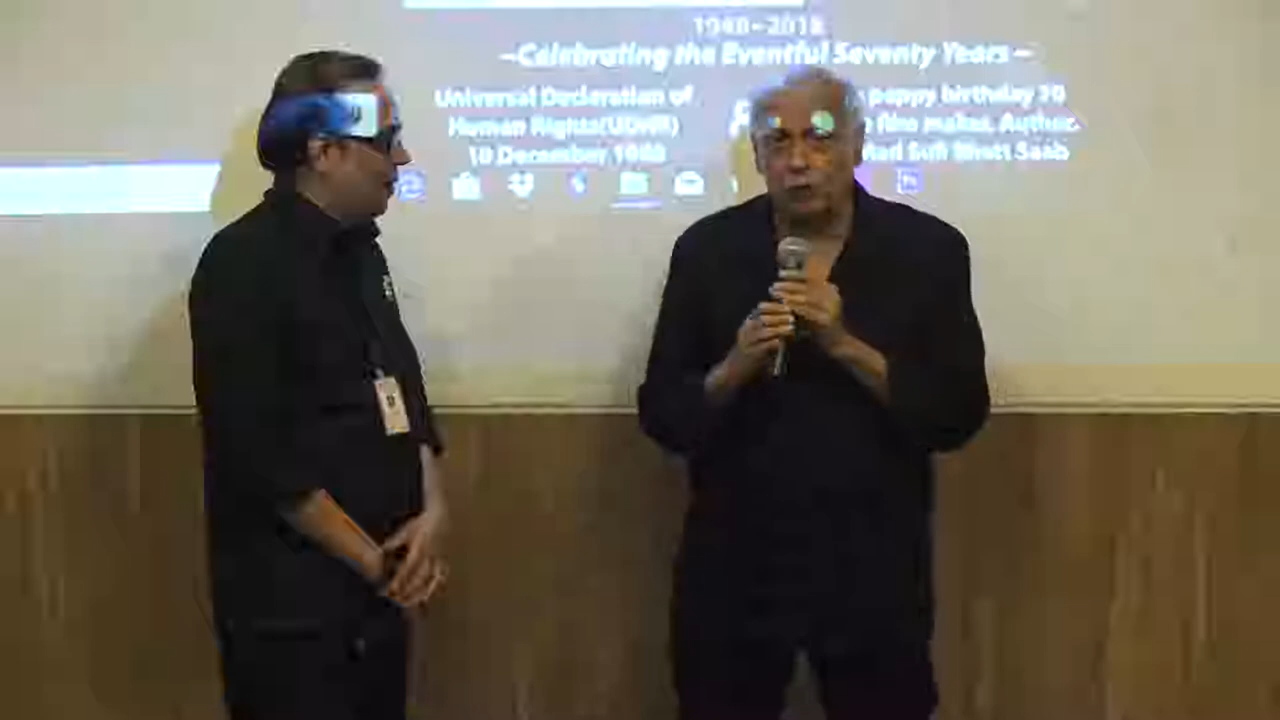 1948-2018
~Celebrating the Eventful Seventy Years ~
Universal Declaration of
Human Rights(UDHR)
10 December 1948
happy birthday 70
film maker, Author,
Sufi Bhatt Saab